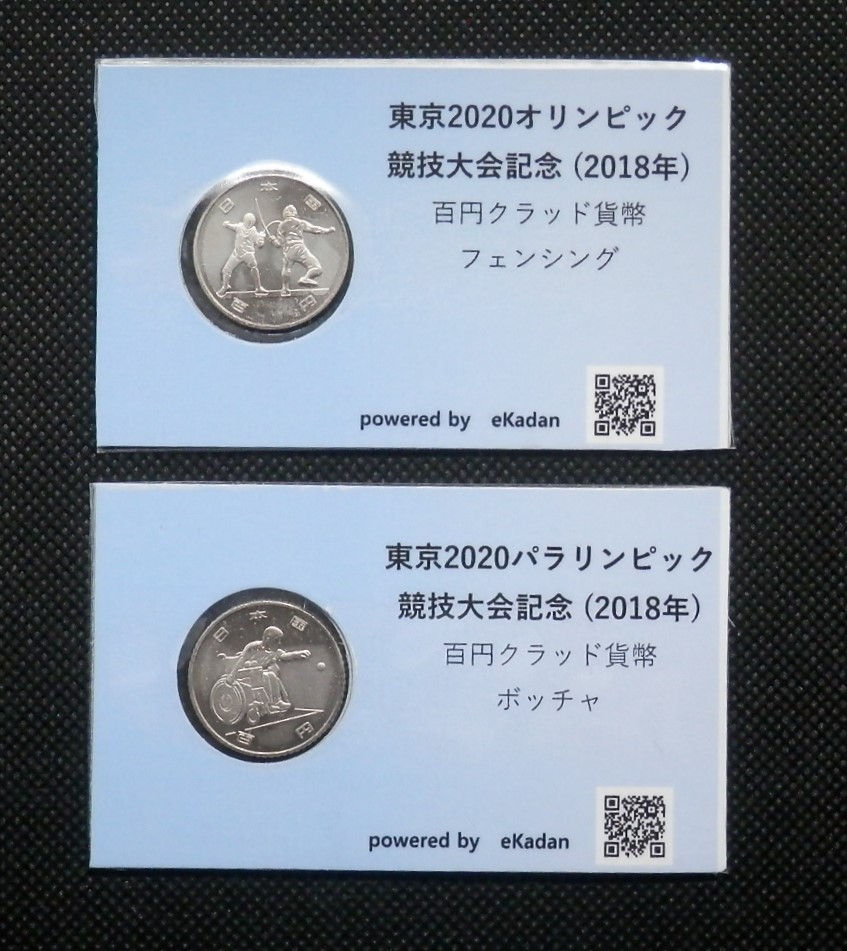 東京2020オリンピック
競技大会記念 (2018年)
百円クラッド貨幣
フェンシング
日本国
百円
powered by eKadan
東京2020パラリンピック
競技大会記念 (2018年)
百円クラッド貨幣
ボッチャ
日本国
百円
powered by eKadan